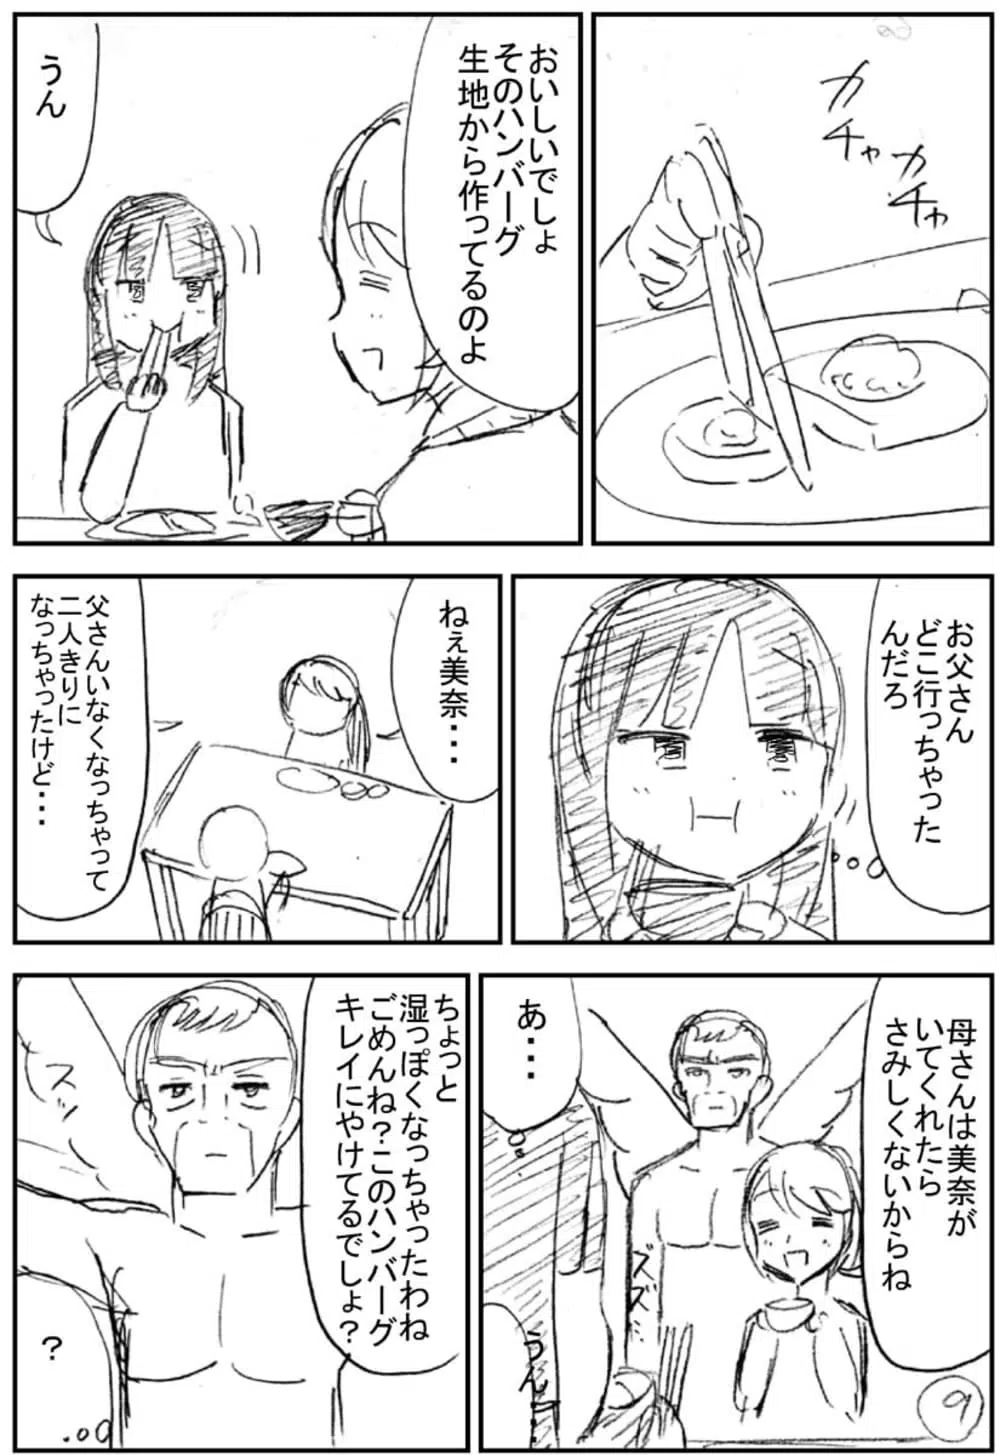 カチャカチャ
おいしいでしょ
そのハンバーグ
生地から作ってるのよ
うん
お父さん
どこ行っちゃった
んだろ
ねぇ美奈・・・
父さんいなくなっちゃって
二人きりに
なっちゃったけど・・・
母さんは美奈が
いてくれたら
さみしくないからね
ズズ
あ・・・
うん・・・
9
ちょっと
湿っぽくなっちゃったわね
ごめんね?このハンバーグ
キレイにやけてるでしょ?
スッ
?